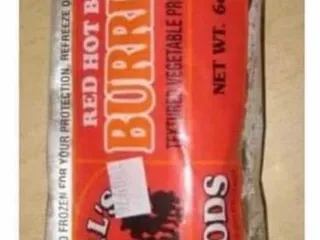 D FROZEN FOR YOUR PROTECTION. REFREEZE O
RED HOT B
BURRI
TEXTURED VEGETABLE PR
NET WT. 6
L'S
ODS